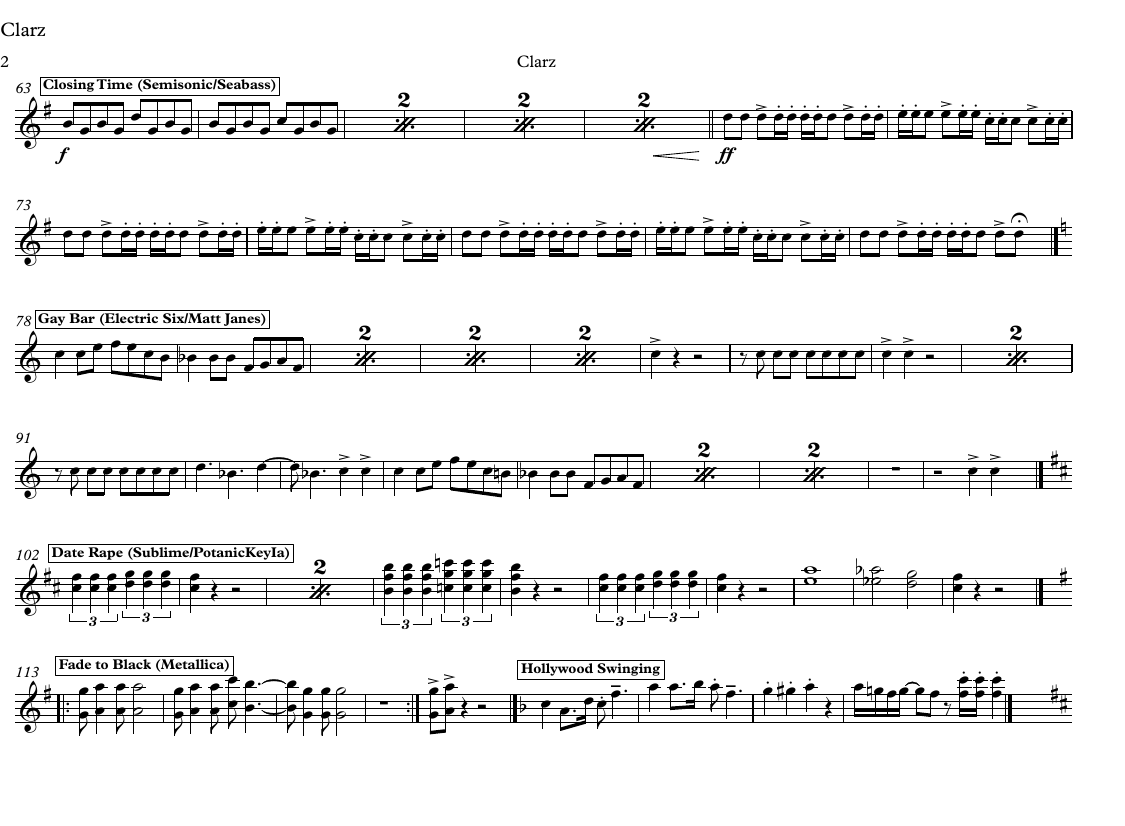 Clarz
2 Clarz
63 Closing Time (Semisonic/Seabass)
2 2 2
f ff
73
78 Gay Bar (Electric Six/Matt Janes)
2 2 2 2
91
2 2
102 Date Rape (Sublime/PotanicKeyIa)
2
3 3 3 3 3 3
113 Fade to Black (Metallica) Hollywood Swinging